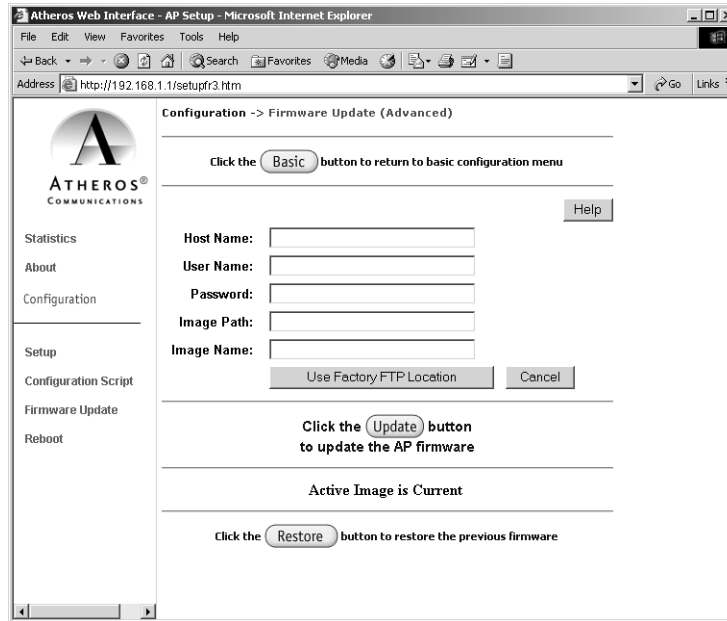 Atheros Web Interface - AP Setup - Microsoft Internet Explorer
File Edit View Favorites Tools Help
Back Search Favorites Media
Address http://192.168.1.1/setupfr3.htm Go Links
ATHEROS®
COMMUNICATIONS
Statistics
About
Configuration
Setup
Configuration Script
Firmware Update
Reboot
Configuration -> Firmware Update (Advanced)
Click the Basic button to return to basic configuration menu
Help
Host Name:
User Name:
Password:
Image Path:
Image Name:
Use Factory FTP Location Cancel
Click the Update button
to update the AP firmware
Active Image is Current
Click the Restore button to restore the previous firmware